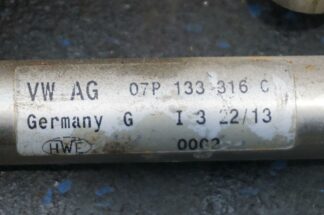 VW AG 07P 133 316 C
Germany G I 3 22/13
HWE 0002